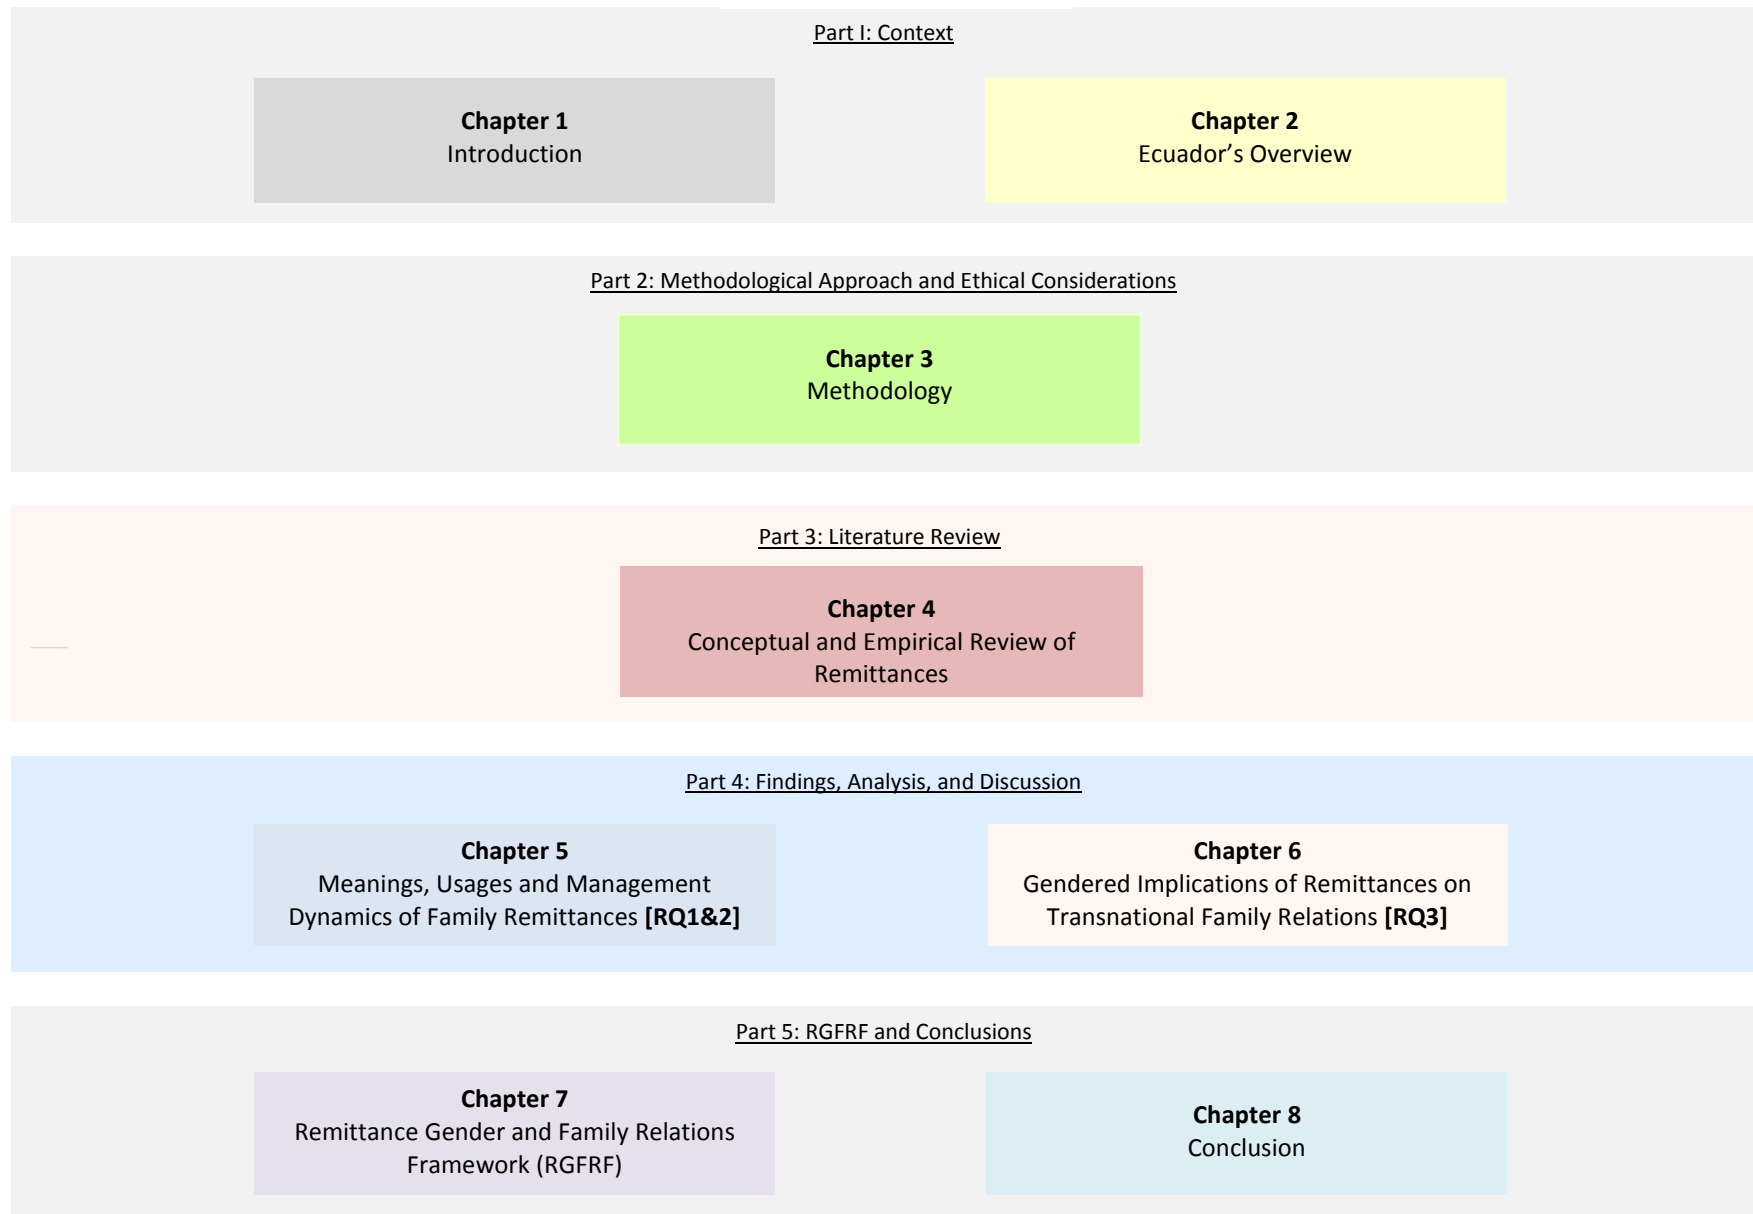 Part I: Context
Chapter 1
Introduction
Chapter 2
Ecuador’s Overview
Part 2: Methodological Approach and Ethical Considerations
Chapter 3
Methodology
Part 3: Literature Review
Chapter 4
Conceptual and Empirical Review of
Remittances
Part 4: Findings, Analysis, and Discussion
Chapter 5
Meanings, Usages and Management
Dynamics of Family Remittances [RQ1&2]
Chapter 6
Gendered Implications of Remittances on
Transnational Family Relations [RQ3]
Part 5: RGFRF and Conclusions
Chapter 7
Remittance Gender and Family Relations
Framework (RGFRF)
Chapter 8
Conclusion